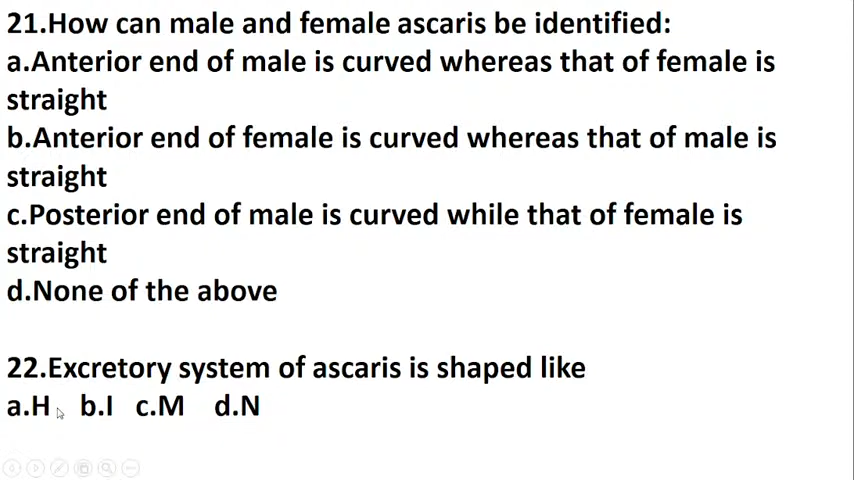 21.How can male and female ascaris be identified:
a.Anterior end of male is curved whereas that of female is
straight
b.Anterior end of female is curved whereas that of male is
straight
c.Posterior end of male is curved while that of female is
straight
d.None of the above
22.Excretory system of ascaris is shaped like
a.H b.I c.M d.N